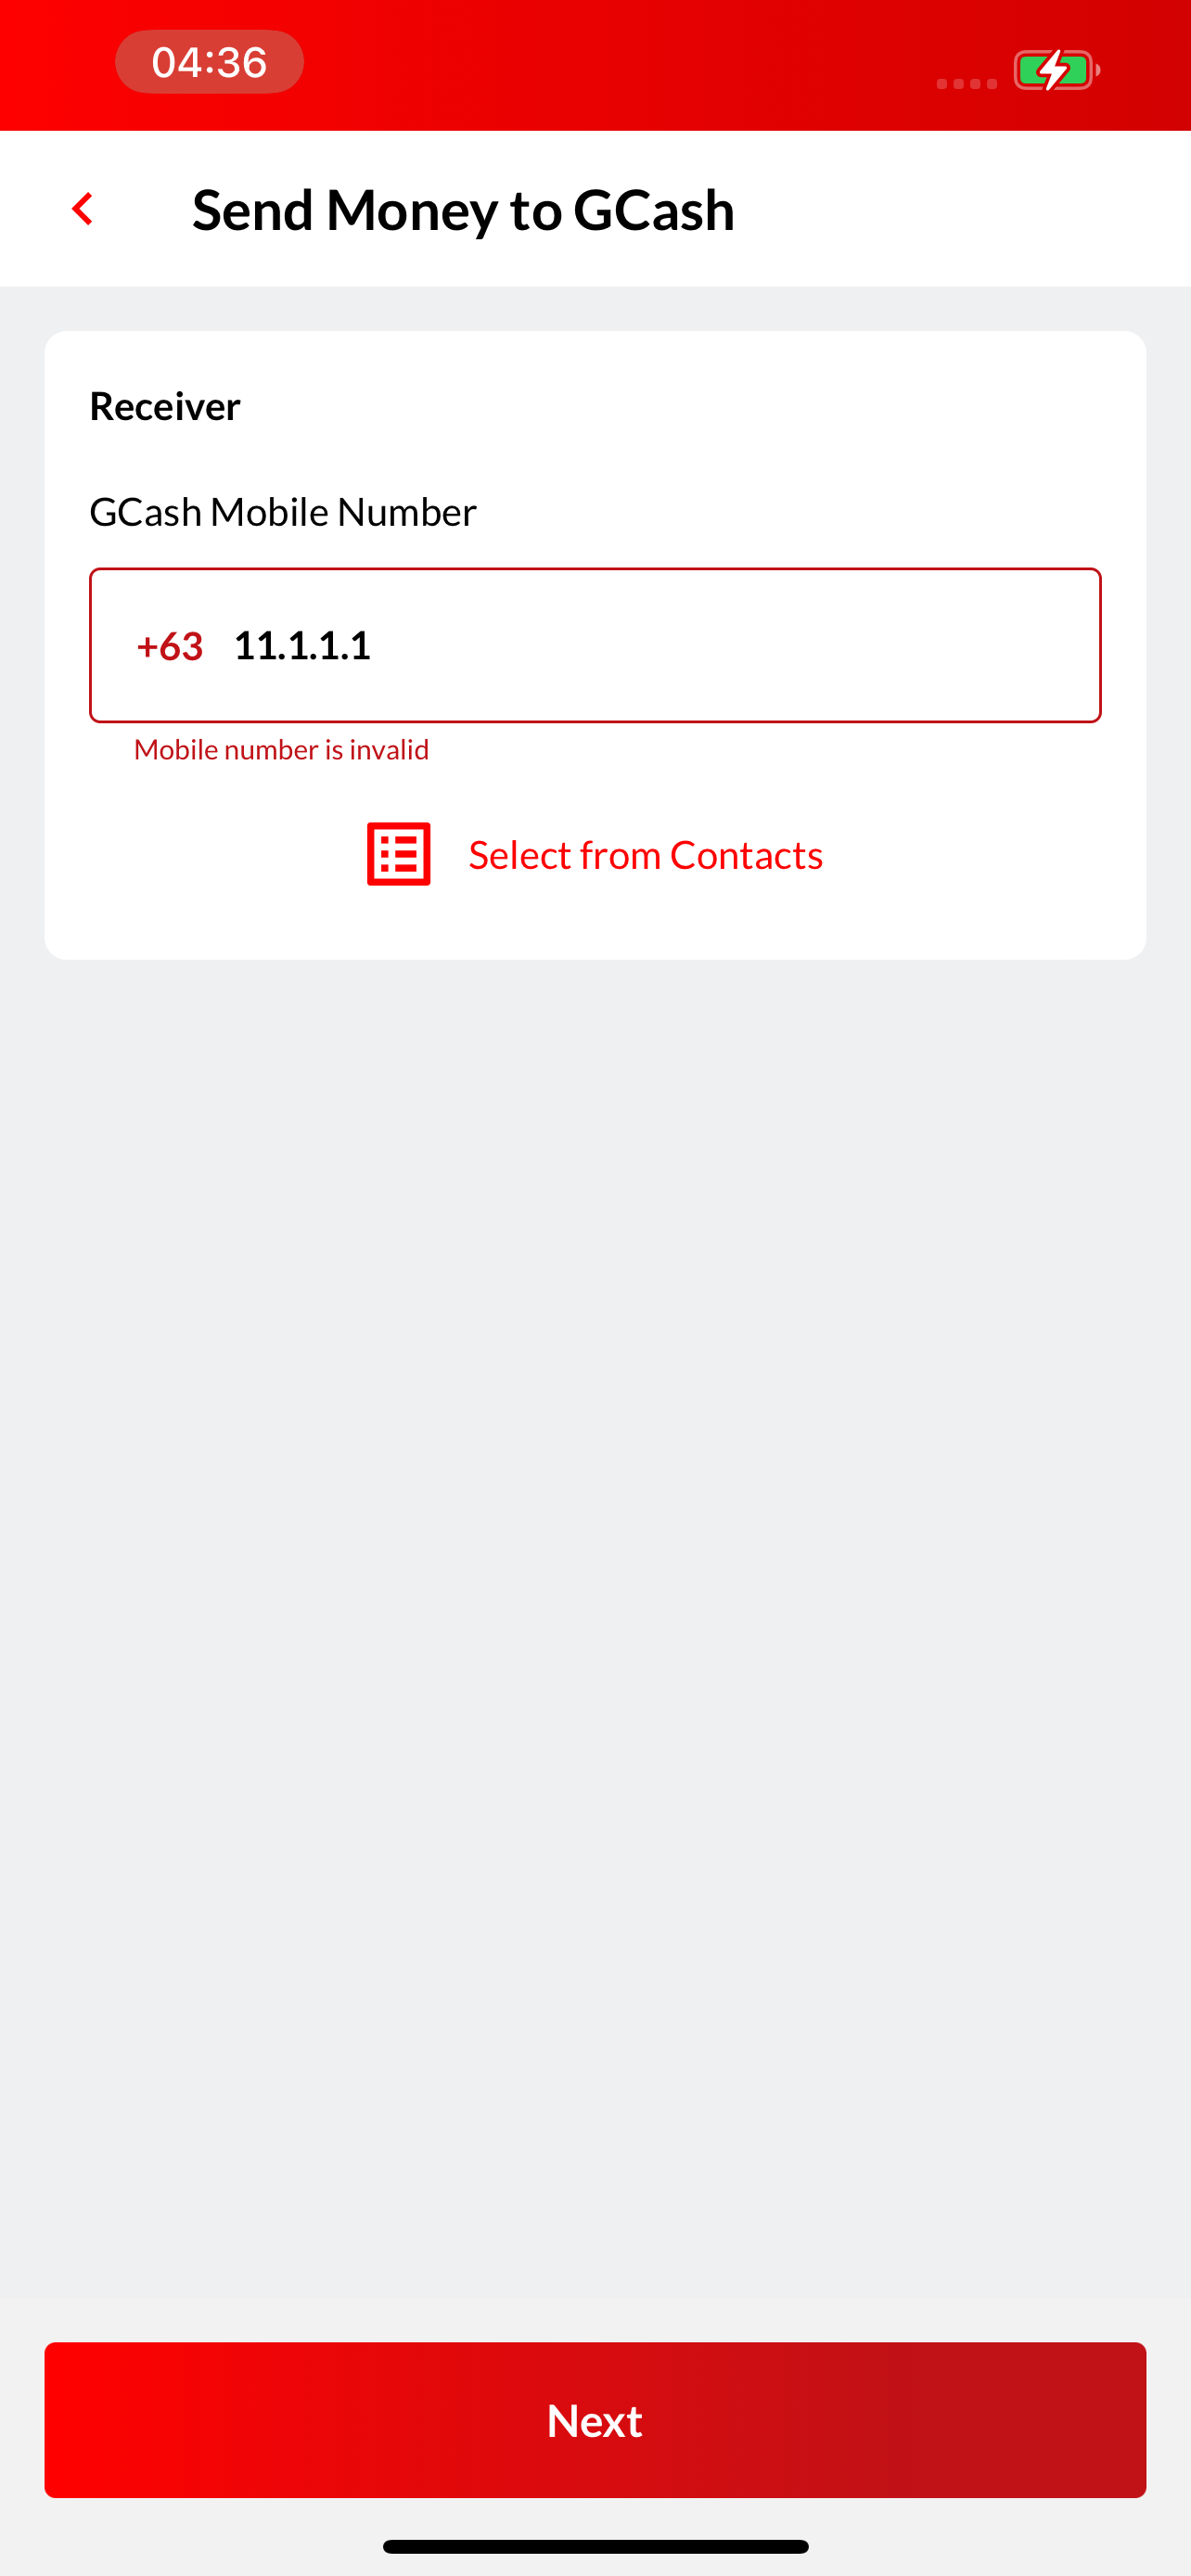 04:36
Send Money to GCash
Receiver
GCash Mobile Number
+63 11.1.1.1
Mobile number is invalid
Select from Contacts
Next